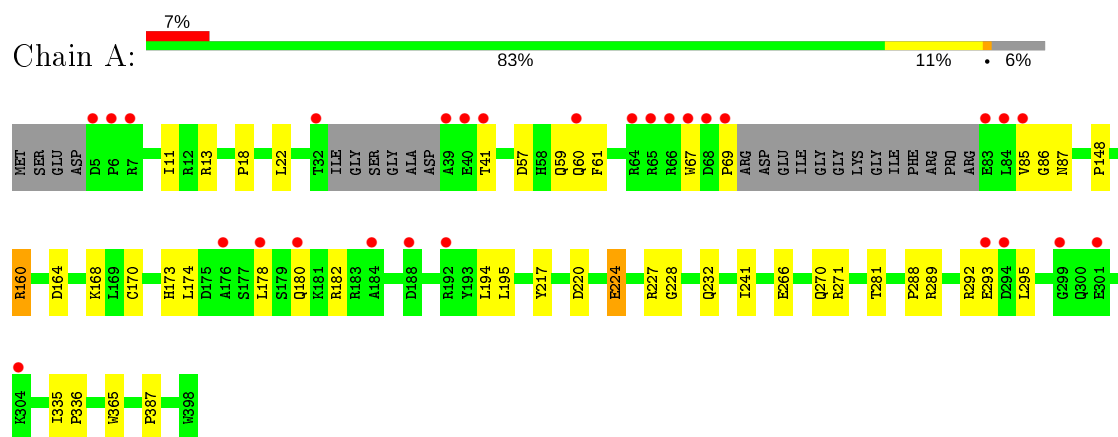 7%
Chain A:
83% 11% • 6%
MET SER GLU ASP D5 P6 R7 I11 R12 R13 P18 L22 T32 ILE GLY SER GLY ALA ASP A39 E40 T41 D57 H58 Q59 Q60 F61 R64 R65 R66 W67 D68 P69 ARG ASP GLU ILE GLY GLY LYS GLY ILE PHE ARG PRO ARG E83 L84 V85 G86 N87 P148
R160 D164 K168 L169 C170 H173 L174 D175 A176 S177 L178 S179 Q180 K181 R182 R183 A184 D188 R192 Y193 L194 L195 Y217 D220 E224 R227 G228 Q232 I241 E266 Q270 R271 T281 P288 R289 R292 E293 D294 L295 G299 Q300 E301
K304 I335 P336 W365 P387 W398